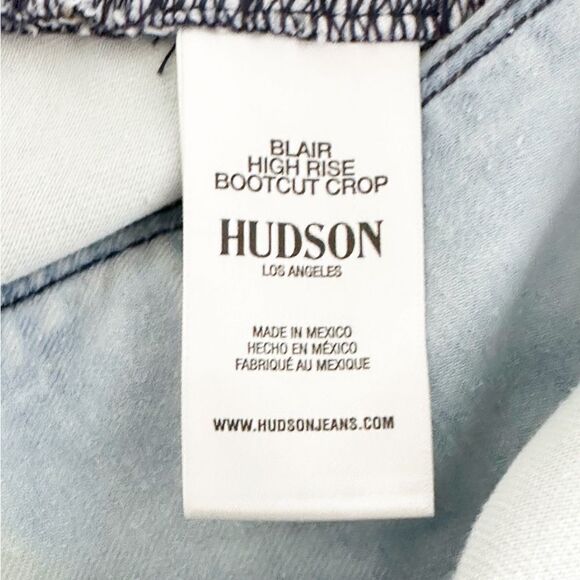 BLAIR
HIGH RISE
BOOTCUT CROP
HUDSON
LOS ANGELES
MADE IN MEXICO
HECHO EN MÉXICO
FABRIQUÉ AU MEXIQUE
WWW.HUDSONJEANS.COM